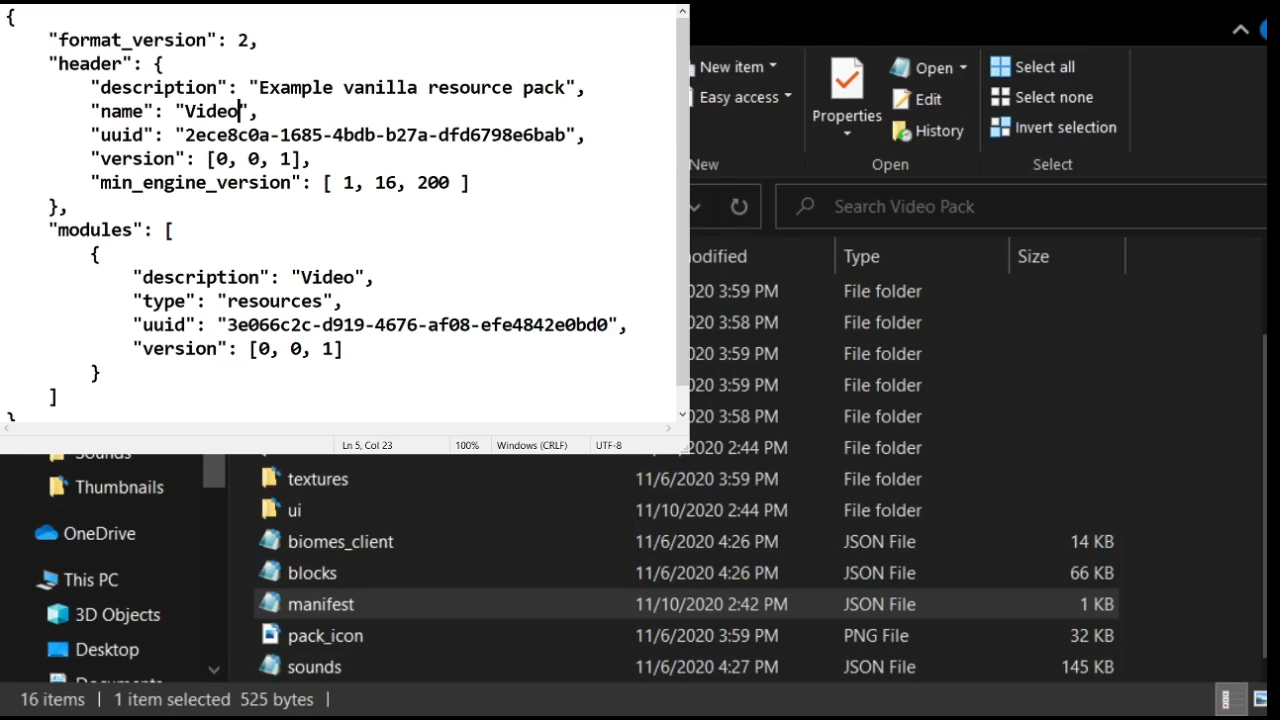 {
"format_version": 2,
"header": {
"description": "Example vanilla resource pack",
"name": "Video",
"uuid": "2ece8c0a-1685-4bdb-b27a-dfd6798e6bab",
"version": [0, 0, 1],
"min_engine_version": [ 1, 16, 200 ]
},
"modules": [
{
"description": "Video",
"type": "resources",
"uuid": "3e066c2c-d919-4676-af08-efe4842e0bd0",
"version": [0, 0, 1]
}
]
}
Ln 5, Col 23 100% Windows (CRLF) UTF-8
New item Open Select all
Easy access Edit Select none
Properties History Invert selection
New Open Select
Search Video Pack
Type Size
3:59 PM File folder
3:58 PM File folder
3:59 PM File folder
3:59 PM File folder
3:58 PM File folder
2:44 PM File folder
Sounds
textures 11/6/2020 3:59 PM File folder
Thumbnails
ui 11/10/2020 2:44 PM File folder
OneDrive
biomes_client 11/6/2020 4:26 PM JSON File 14 KB
blocks 11/6/2020 4:26 PM JSON File 66 KB
This PC
manifest 11/10/2020 2:42 PM JSON File 1 KB
3D Objects
pack_icon 11/6/2020 3:59 PM PNG File 32 KB
Desktop
sounds 11/6/2020 4:27 PM JSON File 145 KB
16 items 1 item selected 525 bytes